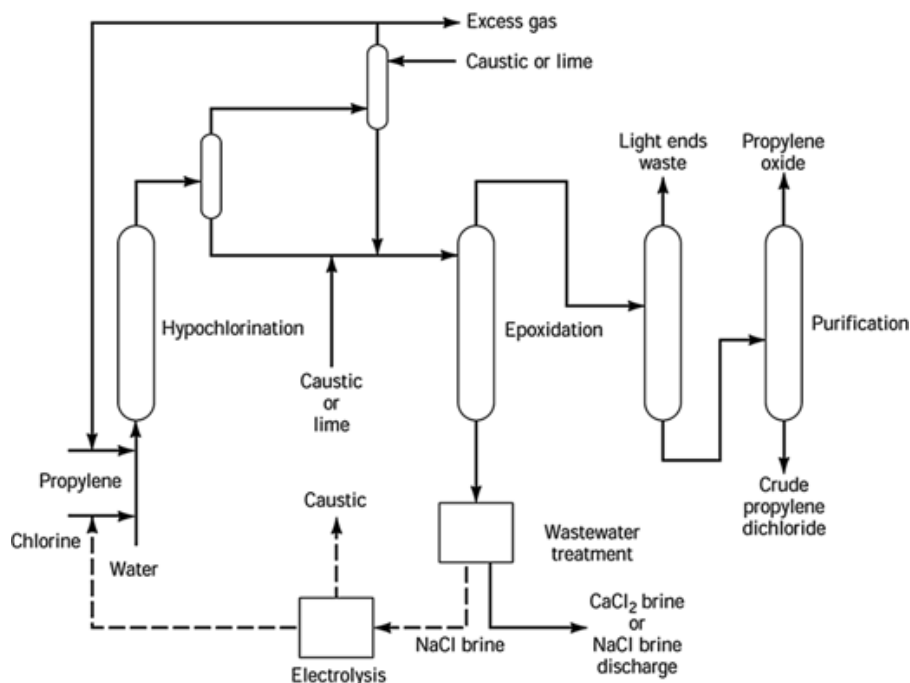 Excess gas
Caustic or lime
Light ends
waste
Propylene
oxide
Hypochlorination
Epoxidation
Purification
Caustic
or
lime
Propylene
Chlorine
Water
Caustic
Wastewater
treatment
Crude
propylene
dichloride
NaCl brine
CaCl₂ brine
or
NaCl brine
discharge
Electrolysis